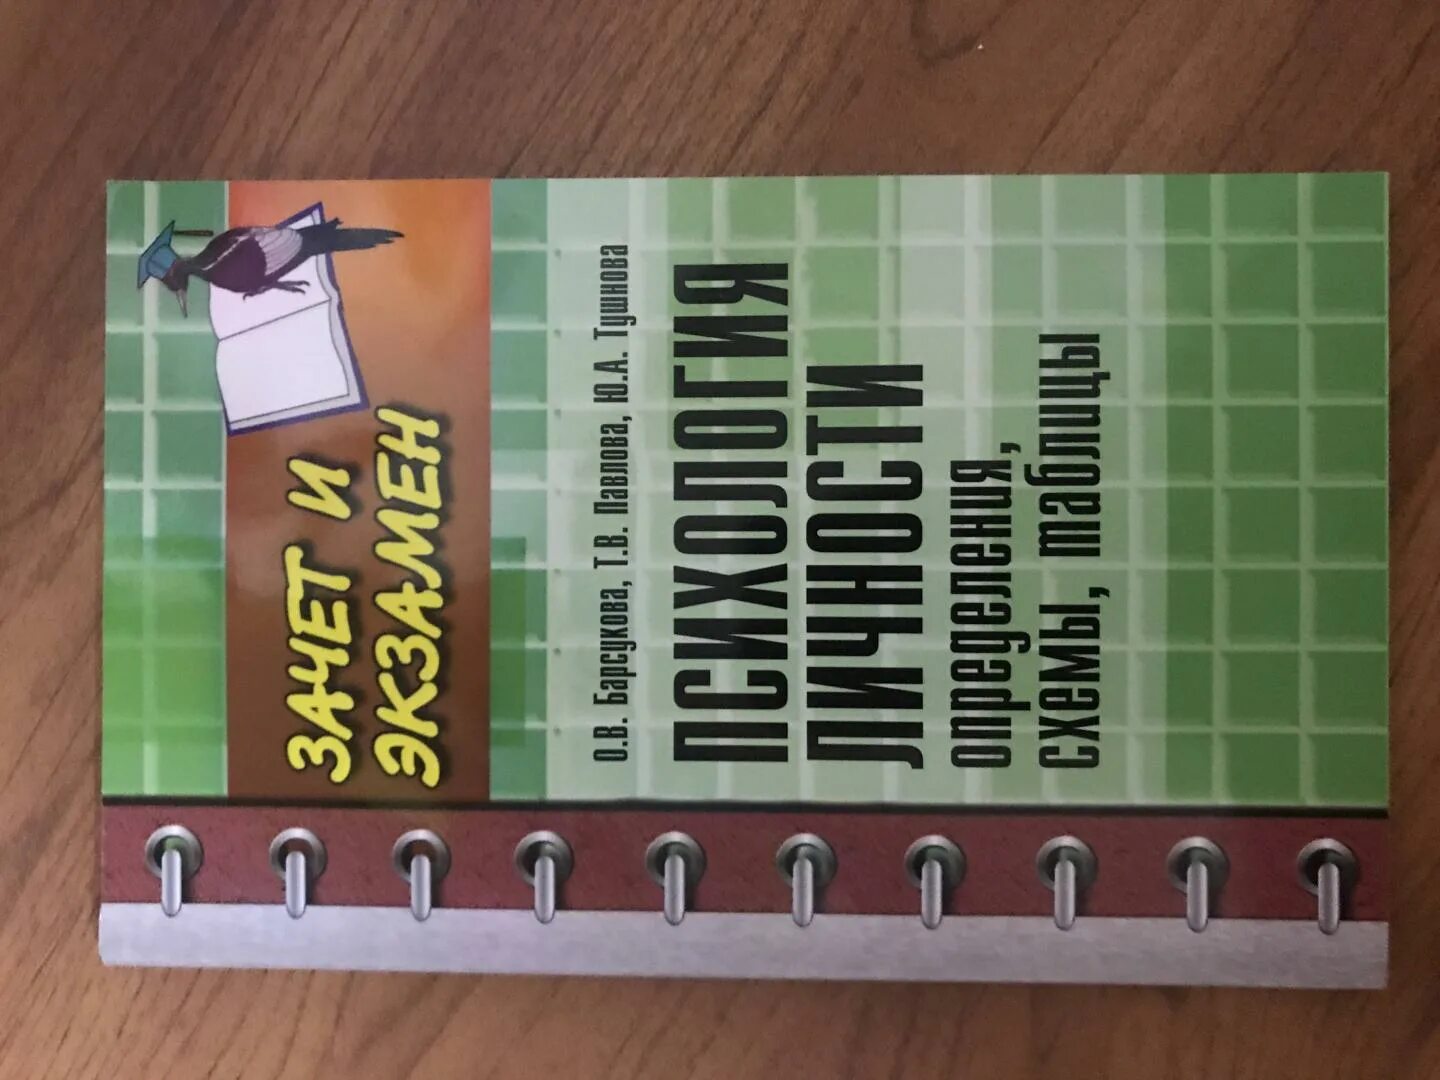 ЗАЧЕТ И
ЭКЗАМЕН
О.В. Барсукова, Т.В. Павлова, Ю.А. Тушнова
ПСИХОЛОГИЯ
ЛИЧНОСТИ
определения,
схемы, таблицы